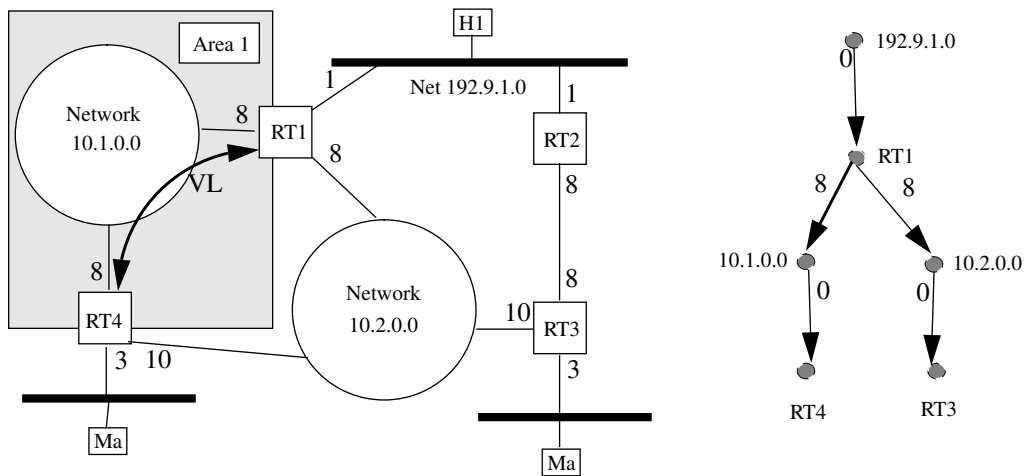 H1
Area 1
Net 192.9.1.0
1
1
Network
10.1.0.0
8
RT1
8
RT2
VL
8
8
8
RT4
3
10
Network
10.2.0.0
10
RT3
3
Ma
Ma
192.9.1.0
0
RT1
8
8
10.1.0.0
10.2.0.0
0
0
RT4
RT3